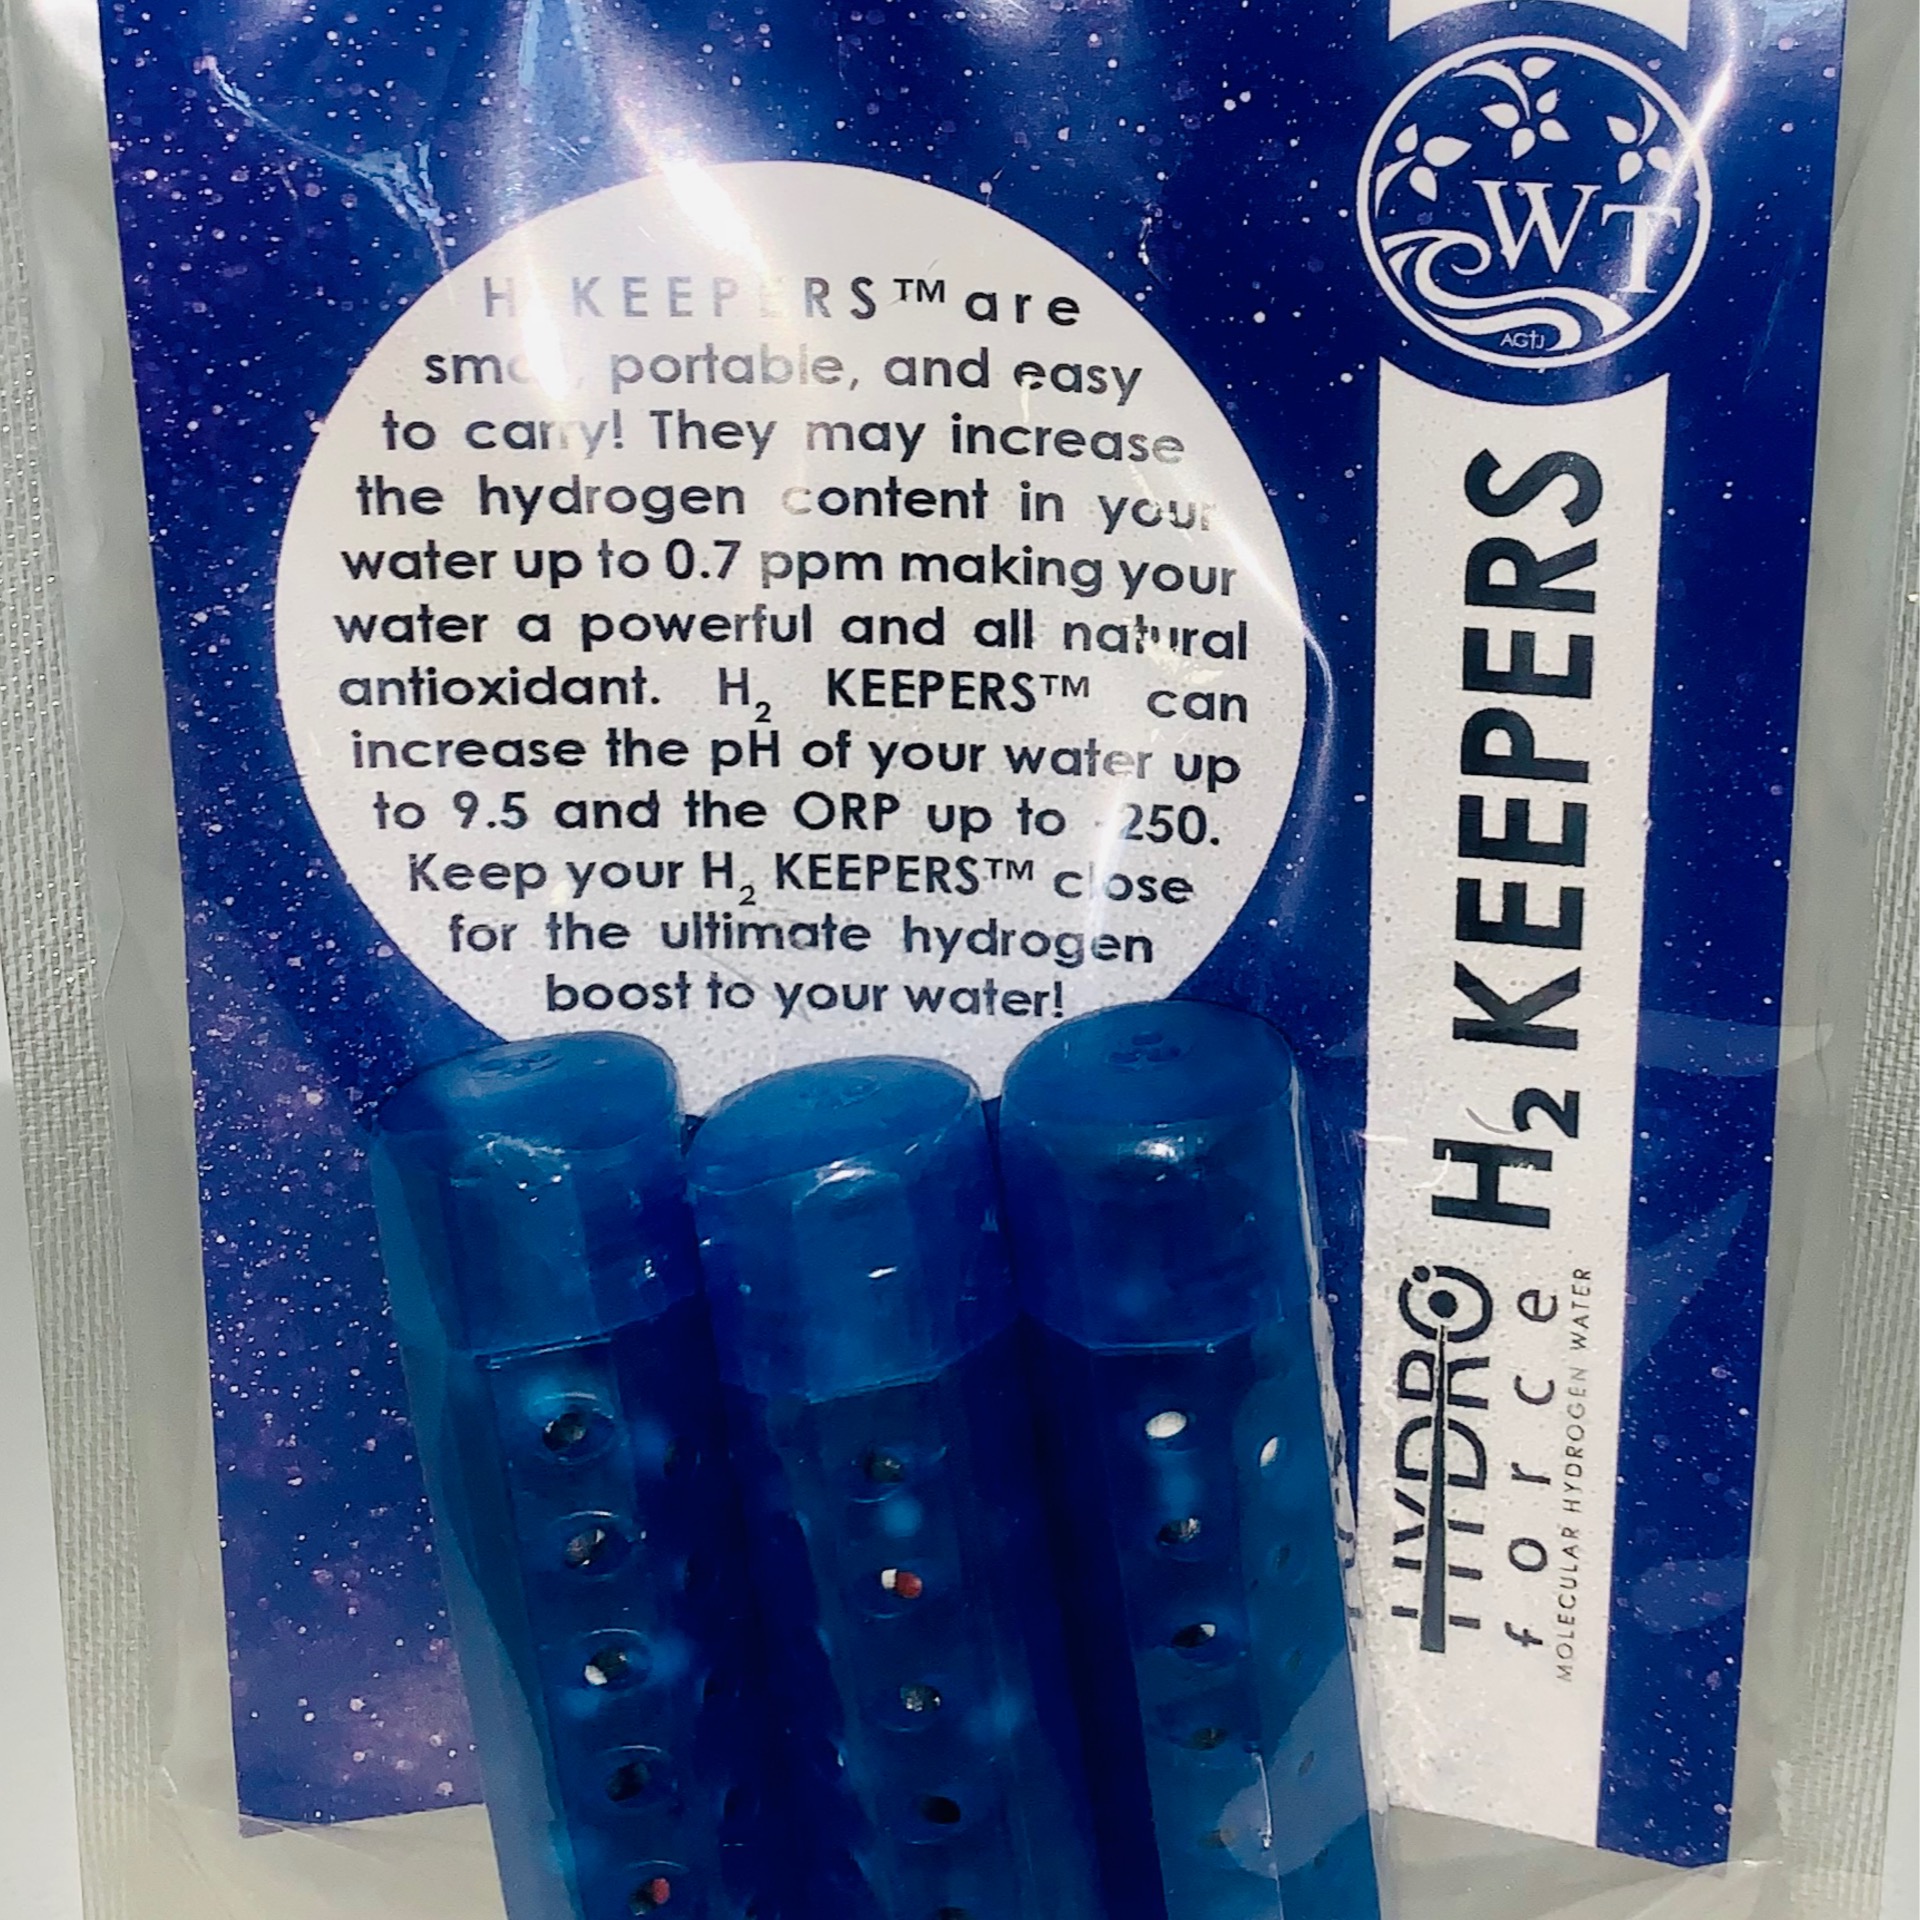 H KEEPERS™ are
portable, and easy
to carry! They may increase
the hydrogen content in your
water up to 0.7 ppm making your
water a powerful and all natural
antioxidant. H₂ KEEPERS™ can
increase the pH of your water up
to 9.5 and the ORP up to -250.
Keep your H₂ KEEPERS™ close
for the ultimate hydrogen
boost to your water!
WT
AGTJ
HYDRO H₂ KEEPERS
force
MOLECULAR HYDROGEN WATER